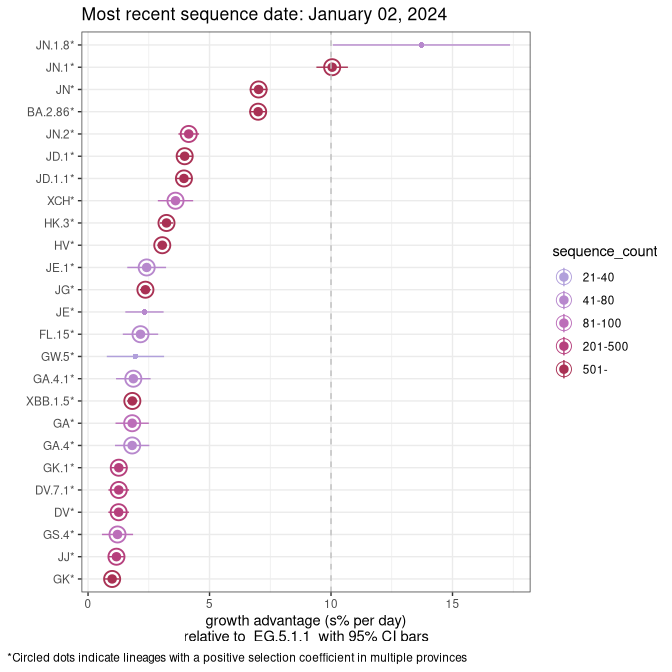 Most recent sequence date: January 02, 2024
JN.1.8*
JN.1*
JN*
BA.2.86*
JN.2*
JD.1*
JD.1.1*
XCH*
HK.3*
HV*
JE.1*
JG*
JE*
FL.15*
GW.5*
GA.4.1*
XBB.1.5*
GA*
GA.4*
GK.1*
DV.7.1*
DV*
GS.4*
JJ*
GK*
0 5 10 15
growth advantage (s% per day)
relative to EG.5.1.1 with 95% CI bars
sequence_count
21-40
41-80
81-100
201-500
501-
*Circled dots indicate lineages with a positive selection coefficient in multiple provinces